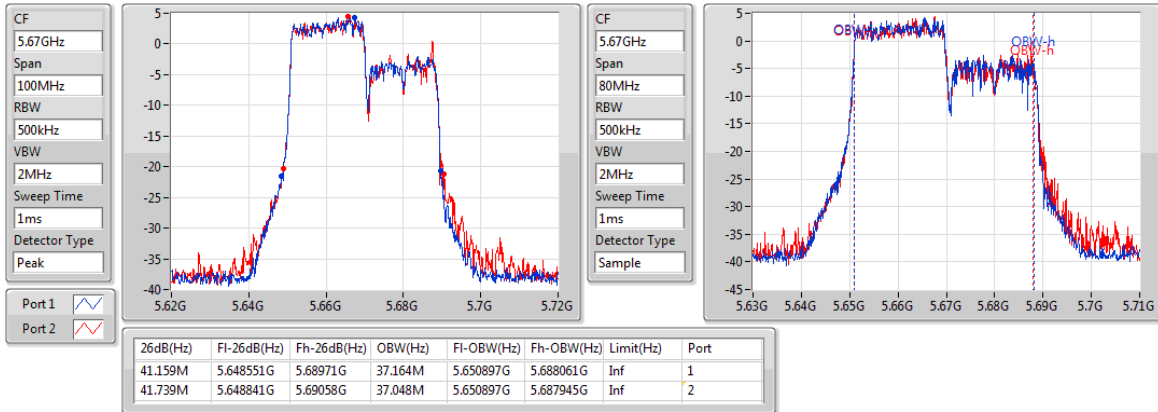 CF
5.67GHz
Span
100MHz
RBW
500kHz
VBW
2MHz
Sweep Time
1ms
Detector Type
Peak
5
0
-5
-10
-15
-20
-25
-30
-35
-40
5.62G 5.64G 5.66G 5.68G 5.7G 5.72G
CF
5.67GHz
Span
80MHz
RBW
500kHz
VBW
2MHz
Sweep Time
1ms
Detector Type
Sample
5
0
-5
-10
-15
-20
-25
-30
-35
-40
-45
OBW-h
OBW-h
5.63G 5.64G 5.65G 5.66G 5.67G 5.68G 5.69G 5.7G 5.71G
Port 1
Port 2
26dB(Hz) Fl-26dB(Hz) Fh-26dB(Hz) OBW(Hz) Fl-OBW(Hz) Fh-OBW(Hz) Limit(Hz) Port
41.159M 5.648551G 5.68971G 37.164M 5.650897G 5.688061G Inf 1
41.739M 5.648841G 5.69058G 37.048M 5.650897G 5.687945G Inf 2